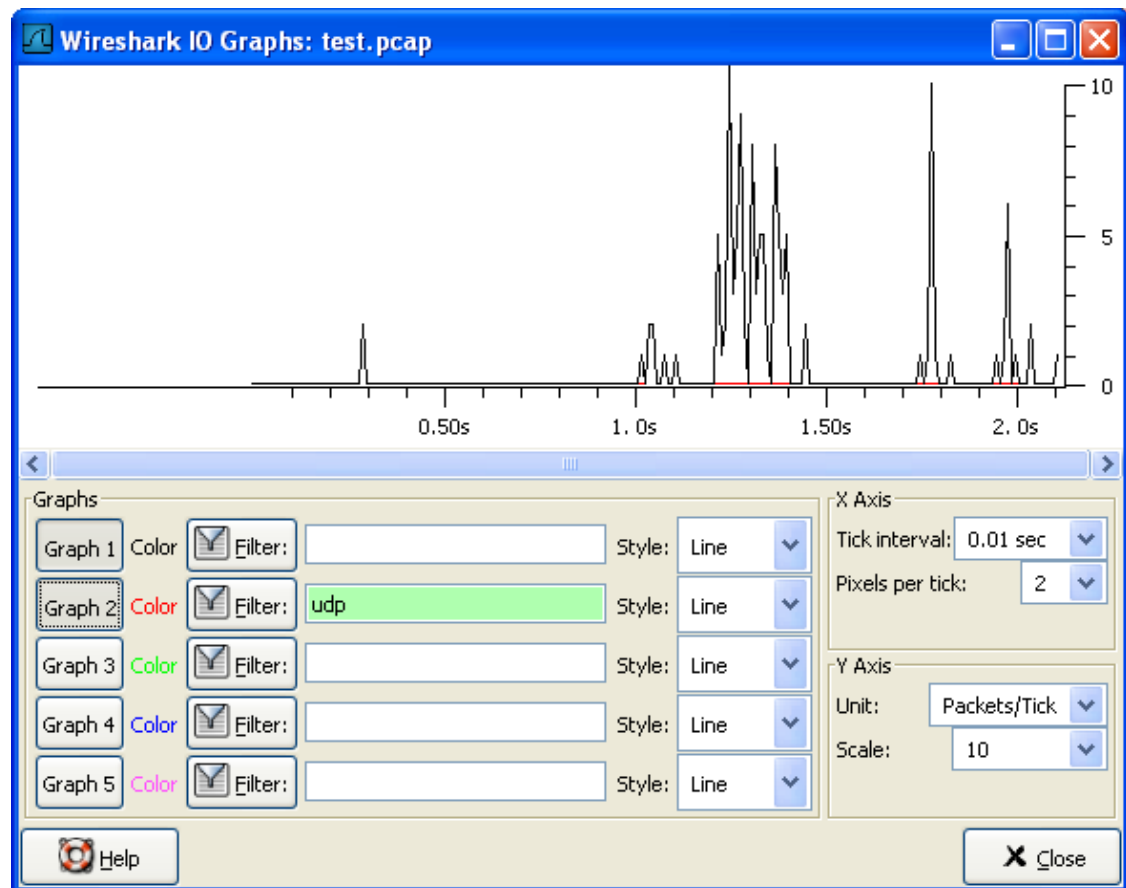 Wireshark IO Graphs: test.pcap
10
5
0
0.50s 1. 0s 1.50s 2. 0s
Graphs
Graph 1 Color Filter: Style: Line
Graph 2 Color Filter: udp Style: Line
Graph 3 Color Filter: Style: Line
Graph 4 Color Filter: Style: Line
Graph 5 Color Filter: Style: Line
X Axis
Tick interval: 0.01 sec
Pixels per tick: 2
Y Axis
Unit: Packets/Tick
Scale: 10
Help
Close